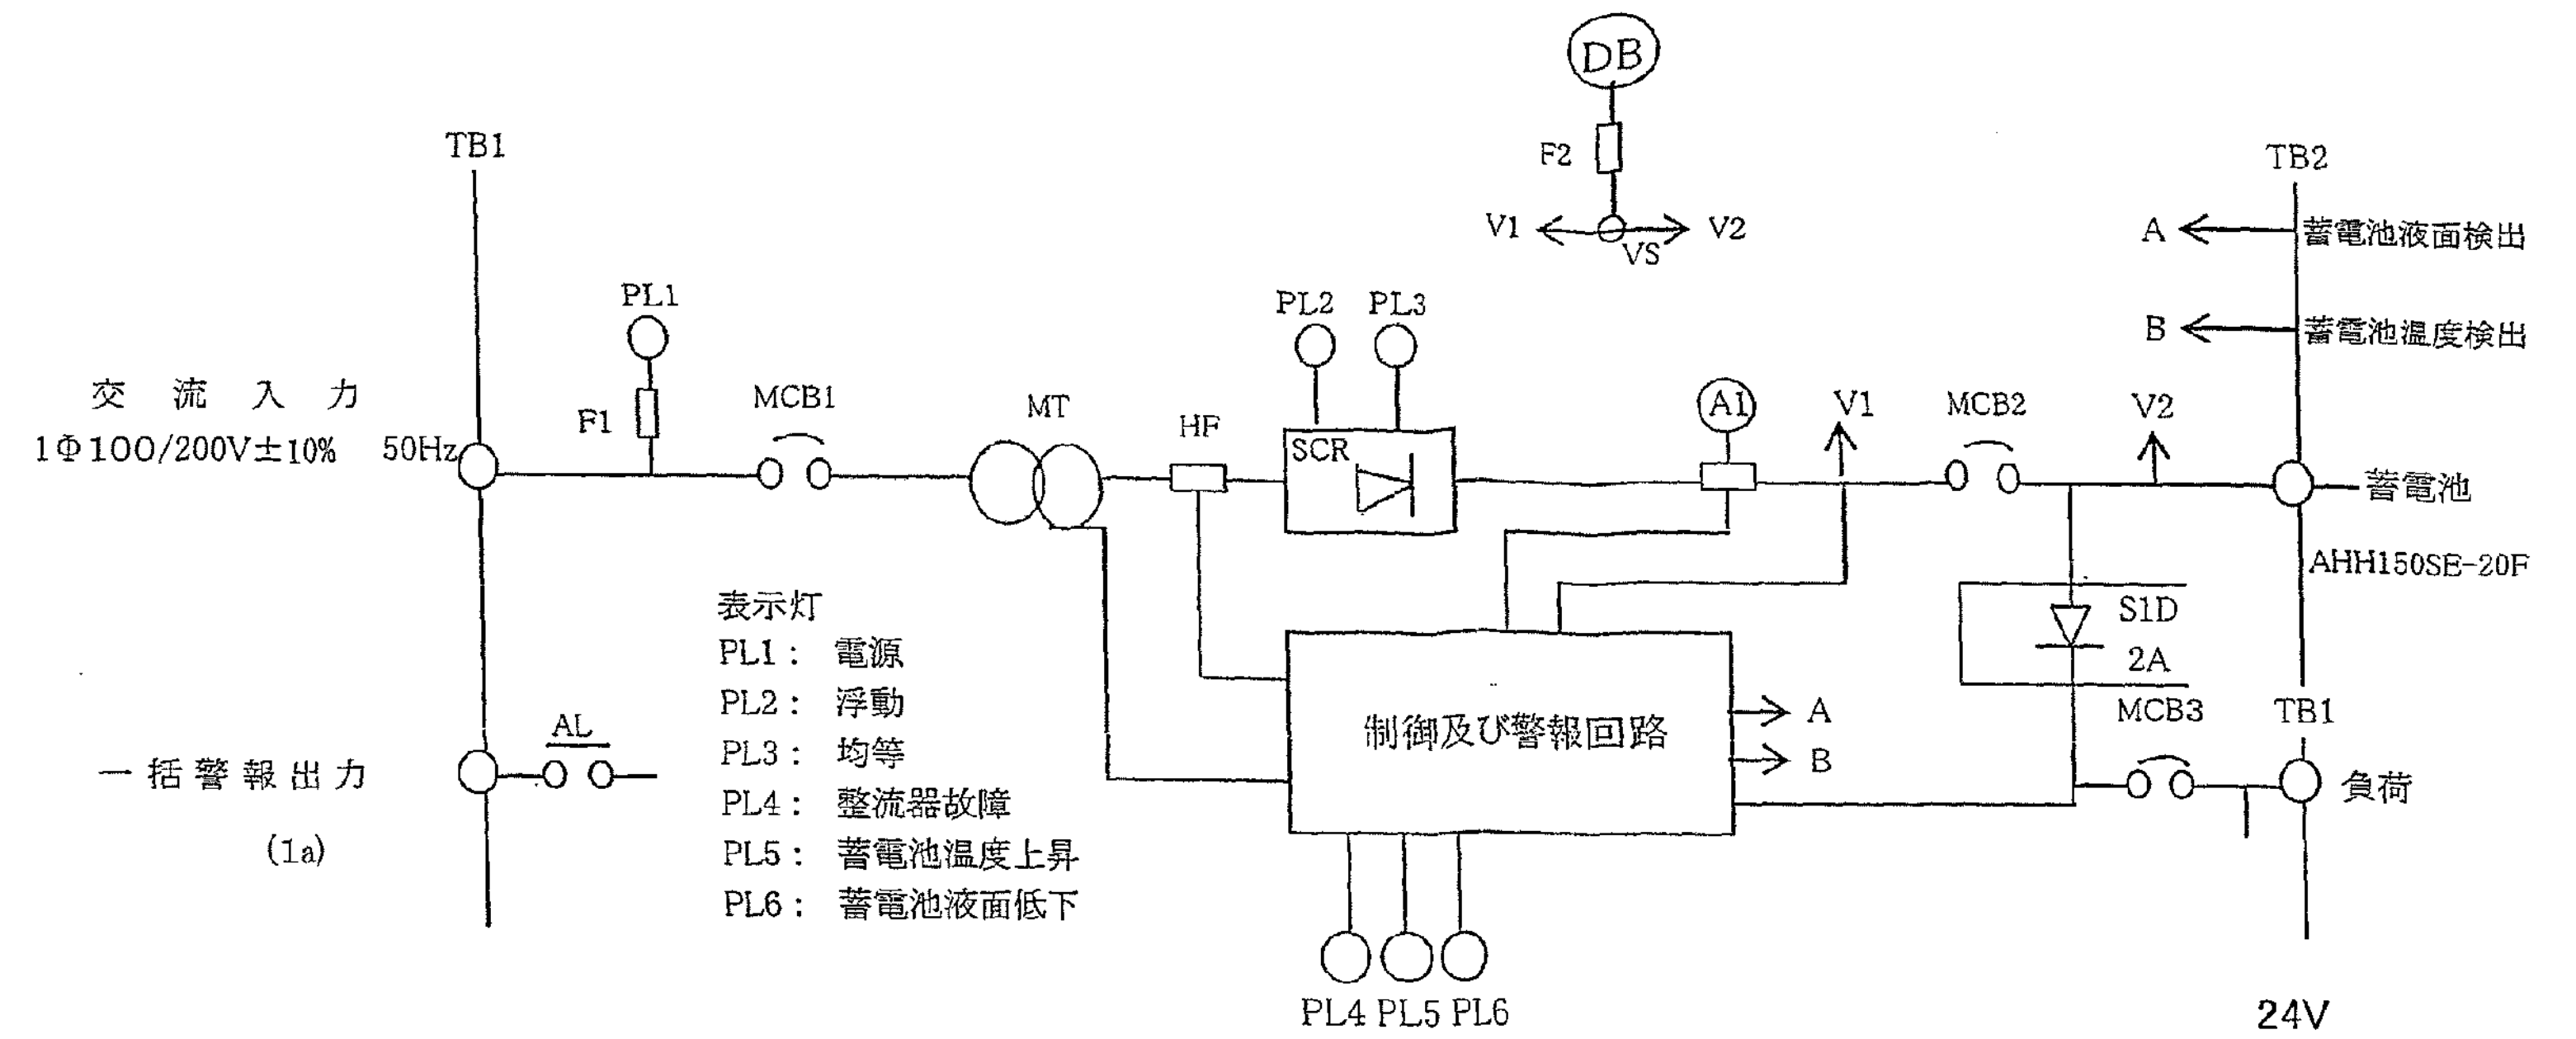 DB
F2
V1
V2
VS
TB1
TB2
A
蓄電池液面検出
B
蓄電池温度検出
PL1
F1
交流入力
1Φ100/200V±10% 50Hz
MCB1
MT
HF
PL2
PL3
SCR
A1
V1
MCB2
V2
蓄電池
AHH150SE-20F
S1D
2A
MCB3
TB1
負荷
表示灯
PL1: 電源
PL2: 浮動
PL3: 均等
PL4: 整流器故障
PL5: 蓄電池温度上昇
PL6: 蓄電池液面低下
AL
一括警報出力
(1a)
制御及び警報回路
A
B
PL4 PL5 PL6
24V